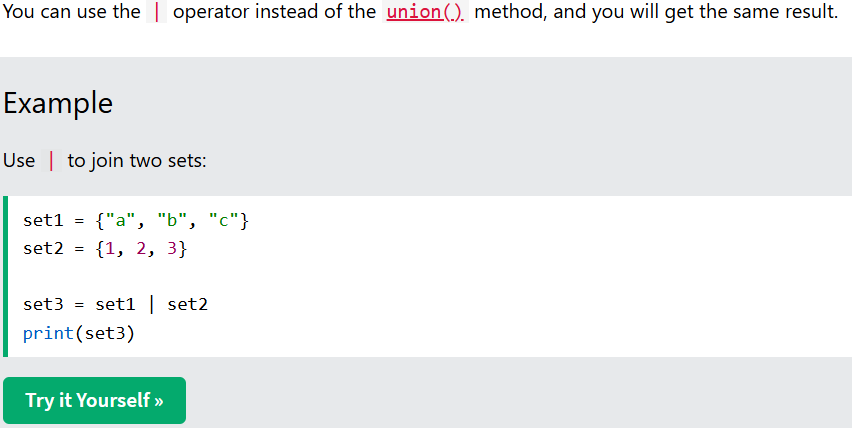 You can use the | operator instead of the union() method, and you will get the same result.
Example
Use | to join two sets:
set1 = {"a", "b", "c"}
set2 = {1, 2, 3}
set3 = set1 | set2
print(set3)
Try it Yourself »